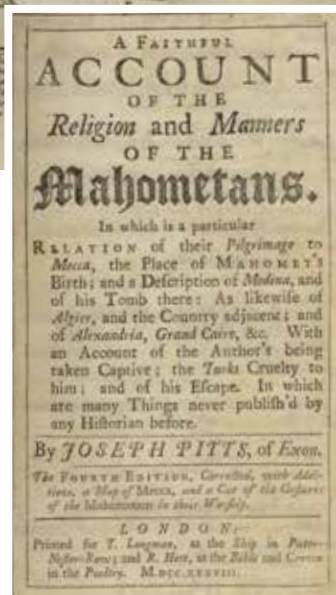 A FAITHFUL
ACCOUNT
OF THE
Religion and Manners
OF THE
Mahometans.
In which is a particular
RELATION of their Pilgrimage to
Mecca, the Place of MAHOMET's
Birth; and a Description of Medina, and
of his Tomb there: As likewise of
Algier, and the Country adjacent; and
of Alexandria, Grand Cairo, &c. With
an Account of the Author's being
taken Captive; the Turks Cruelty to
him; and of his Escape. In which
are many Things never publish'd by
any Historian before.
By JOSEPH PITTS, of Exon.
The FOURTH EDITION, Corrected, with Addi-
tions, a Map of MECCA, and a Cut of the Gestures
of the Mahometans in their Worship.
LONDON:
Printed for T. Longman, at the Ship in Pater-
Noster-Row; and R. Hett, at the Bible and Crown
in the Poultry. M.DCC.XXXVIII.